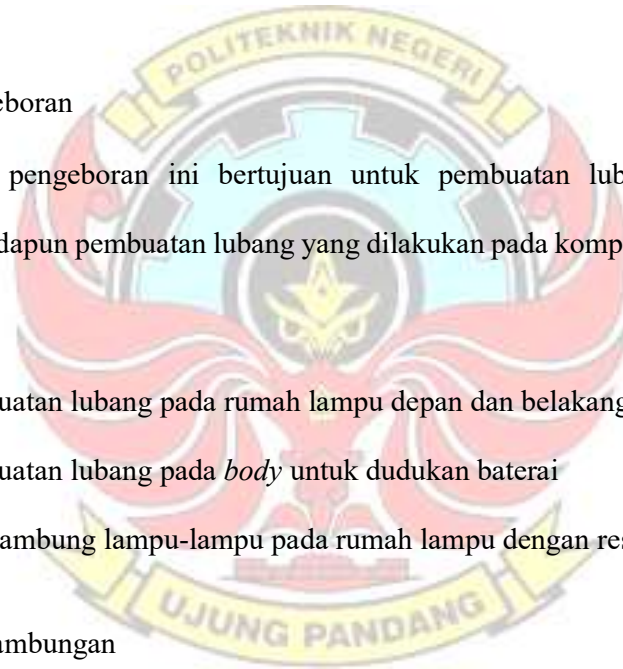 POLITEKNIK NEGERI
eboran
pengeboran ini bertujuan untuk pembuatan lub
dapun pembuatan lubang yang dilakukan pada komp
uatan lubang pada rumah lampu depan dan belakang
uatan lubang pada body untuk dudukan baterai
ambung lampu-lampu pada rumah lampu dengan res
UJUNG PANDANG
ambungan